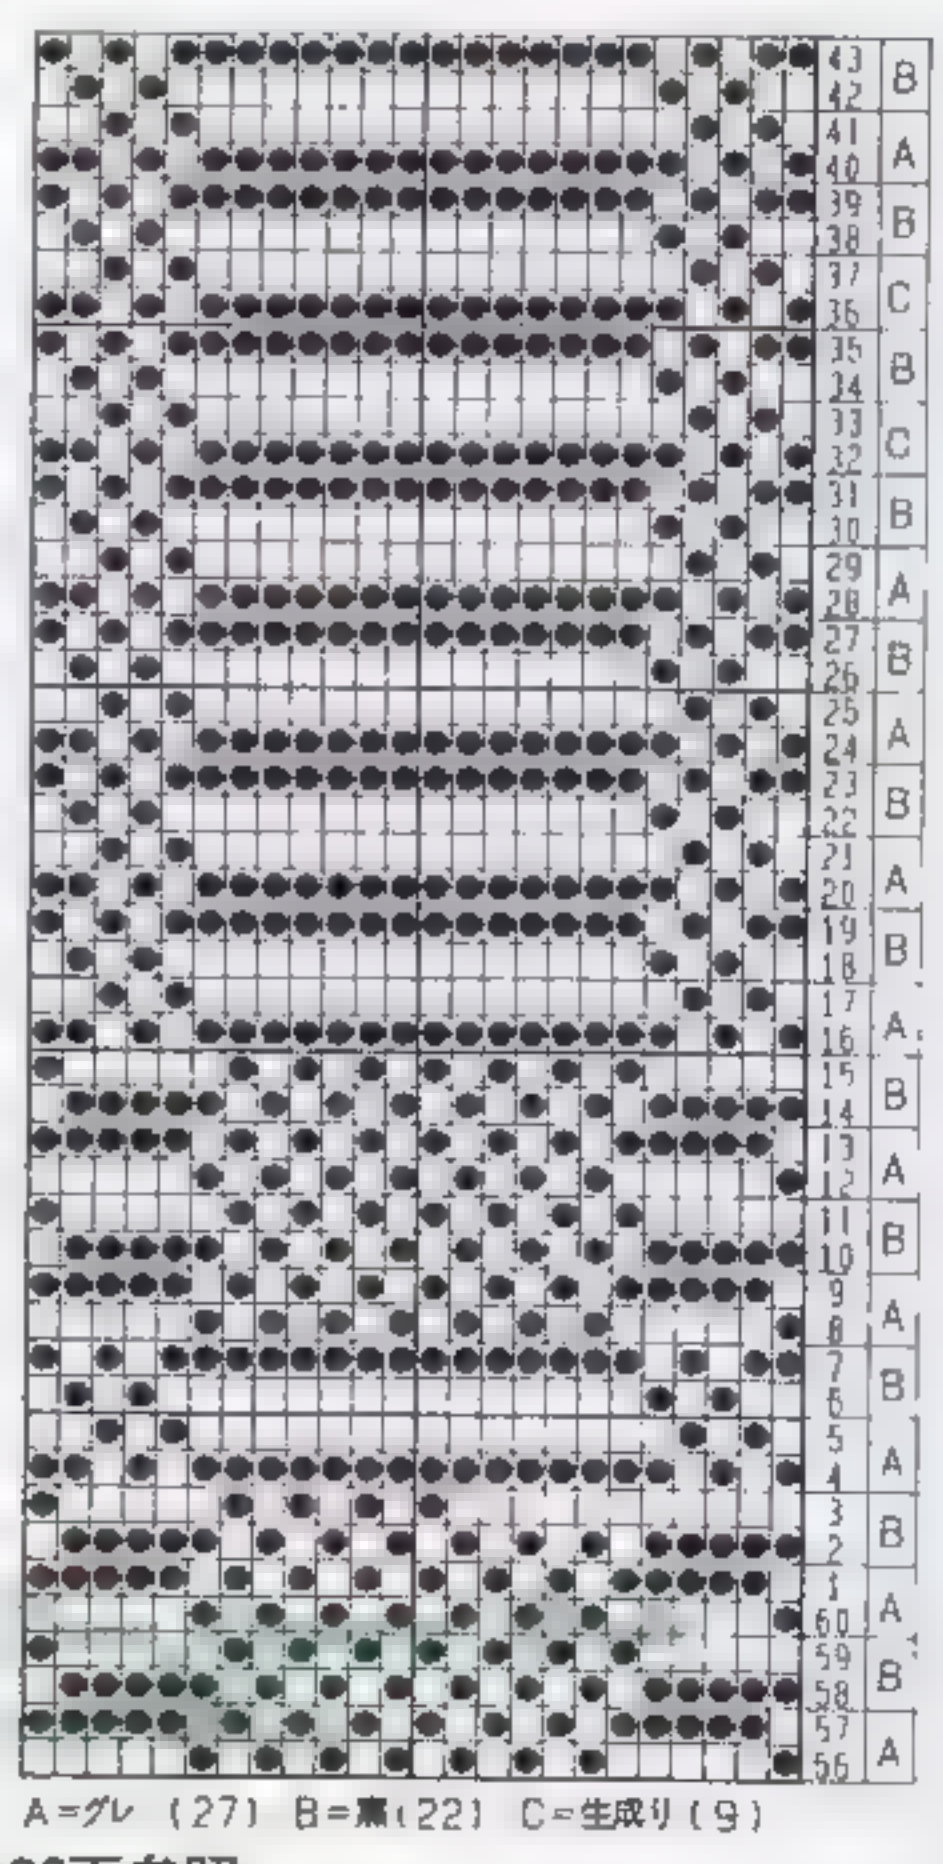 43 B
42
41 A
40
39 B
38
37 C
36
35 B
34
33 C
32
31 B
30
29 A
28
27 B
26
25 A
24
23 B
22
21 A
20
19 B
18
17 A
16
15 B
14
13 A
12
11 B
10
9 A
8
7 B
6
5 A
4
3 B
2
1 A
60
59 B
58
57 A
56
A=グレ (27) B=黒(22) C=生成り(9)